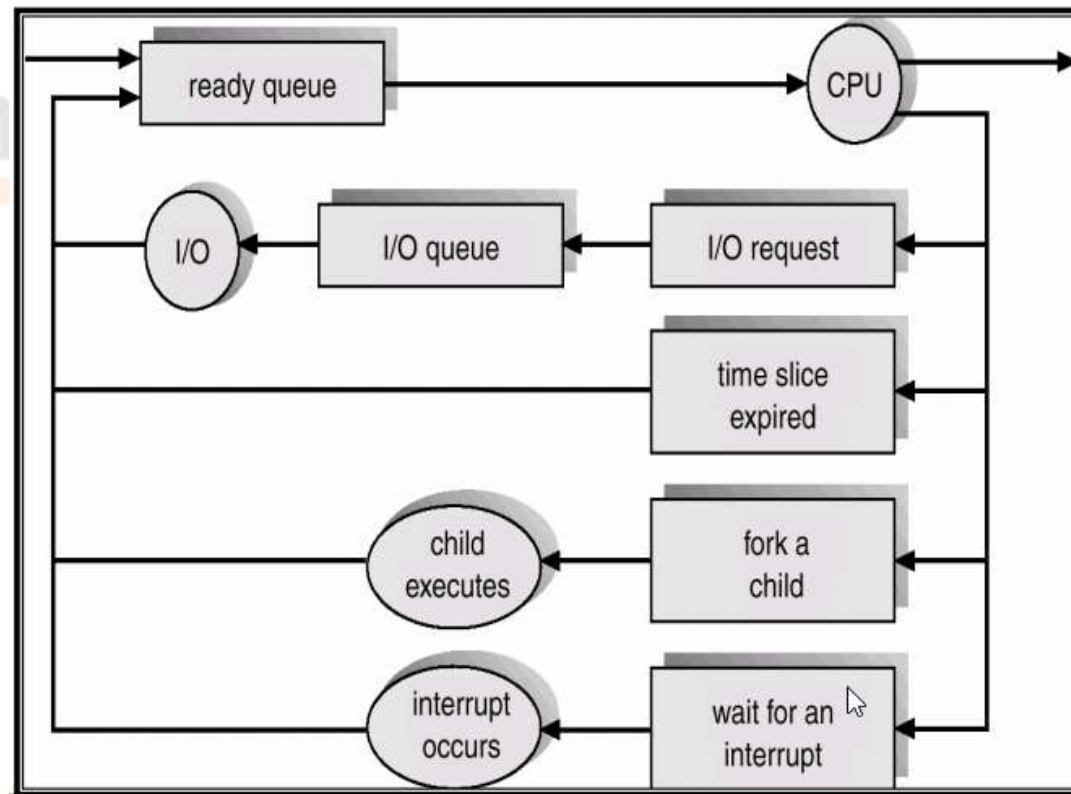 ready queue
CPU
I/O
I/O queue
I/O request
time slice
expired
child
executes
fork a
child
interrupt
occurs
wait for an
interrupt